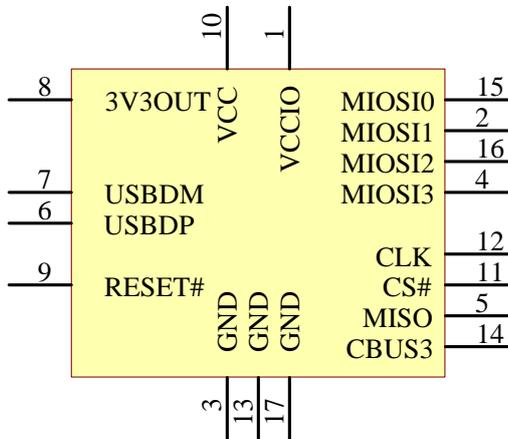 10
1
8
3V3OUT
VCC
VCCIO
MIOSI0
15
MIOSI1
2
MIOSI2
16
7
USBDM
MIOSI3
4
6
USBDP
CLK
12
9
RESET#
CS#
11
GND
GND
GND
MISO
5
CBUS3
14
3
13
17